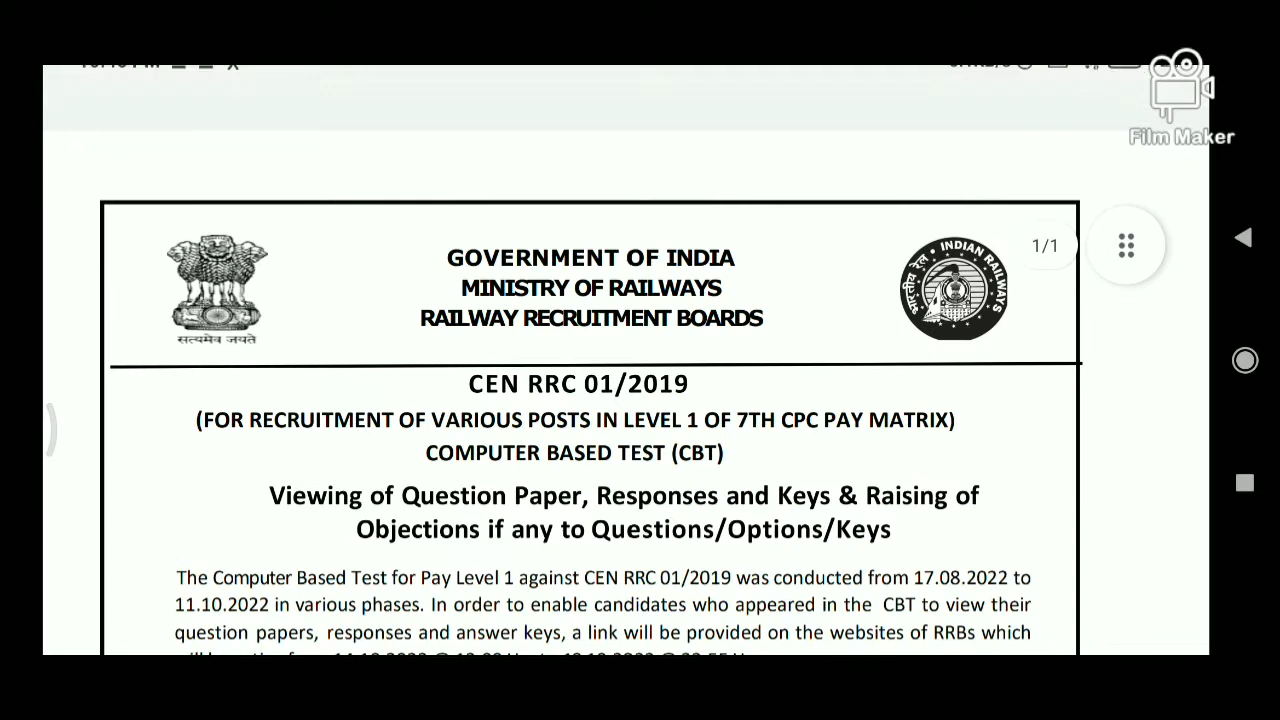 Film Maker
1/1
सत्यमेव जयते
GOVERNMENT OF INDIA
MINISTRY OF RAILWAYS
RAILWAY RECRUITMENT BOARDS
भारतीय रेल • INDIAN RAILWAYS
CEN RRC 01/2019
(FOR RECRUITMENT OF VARIOUS POSTS IN LEVEL 1 OF 7TH CPC PAY MATRIX)
COMPUTER BASED TEST (CBT)
Viewing of Question Paper, Responses and Keys & Raising of
Objections if any to Questions/Options/Keys
The Computer Based Test for Pay Level 1 against CEN RRC 01/2019 was conducted from 17.08.2022 to
11.10.2022 in various phases. In order to enable candidates who appeared in the CBT to view their
question papers, responses and answer keys, a link will be provided on the websites of RRBs which